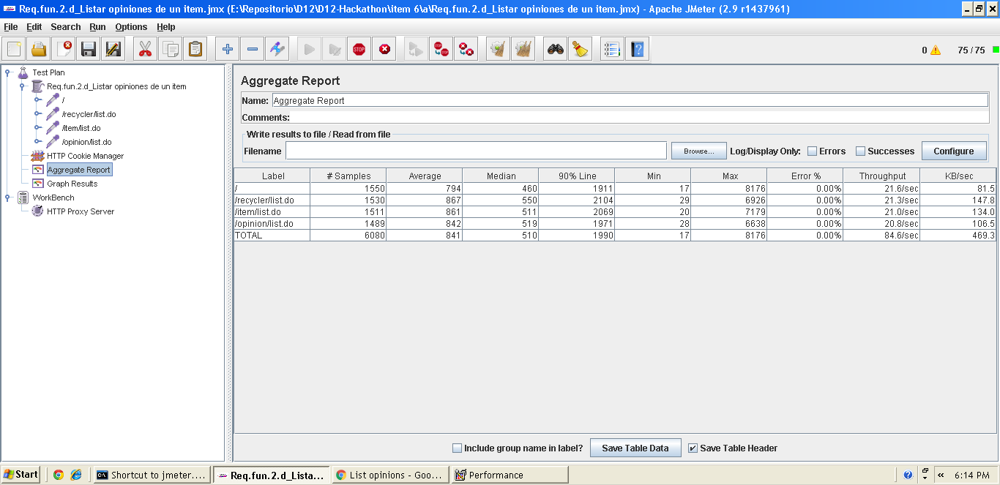 Req.fun.2.d_Listar opiniones de un item.jmx (E:\Repositorio\D12\D12-Hackathon\item 6\a\Req.fun.2.d_Listar opiniones de un item.jmx) - Apache JMeter (2.9 r1437961)
File Edit Search Run Options Help
STOP STOP STOP 0 75 / 75
Test Plan
Req.fun.2.d_Listar opiniones de un item
/
/recycler/list.do
/item/list.do
/opinion/list.do
HTTP Cookie Manager
Aggregate Report
Graph Results
WorkBench
HTTP Proxy Server
Aggregate Report
Name: Aggregate Report
Comments:
Write results to file / Read from file
Filename Browse... Log/Display Only: Errors Successes Configure
Label # Samples Average Median 90% Line Min Max Error % Throughput KB/sec
/ 1550 794 460 1911 17 8176 0.00% 21.6/sec 81.5
/recycler/list.do 1530 867 550 2104 29 6926 0.00% 21.3/sec 147.8
/item/list.do 1511 861 511 2069 20 7179 0.00% 21.0/sec 134.0
/opinion/list.do 1489 842 519 1971 28 6638 0.00% 20.8/sec 106.5
TOTAL 6080 841 510 1990 17 8176 0.00% 84.6/sec 469.3
Include group name in label? Save Table Data Save Table Header
Start Shortcut to jmeter.... Req.fun.2.d_Lista... List opinions - Goo... Performance ? « 6:14 PM